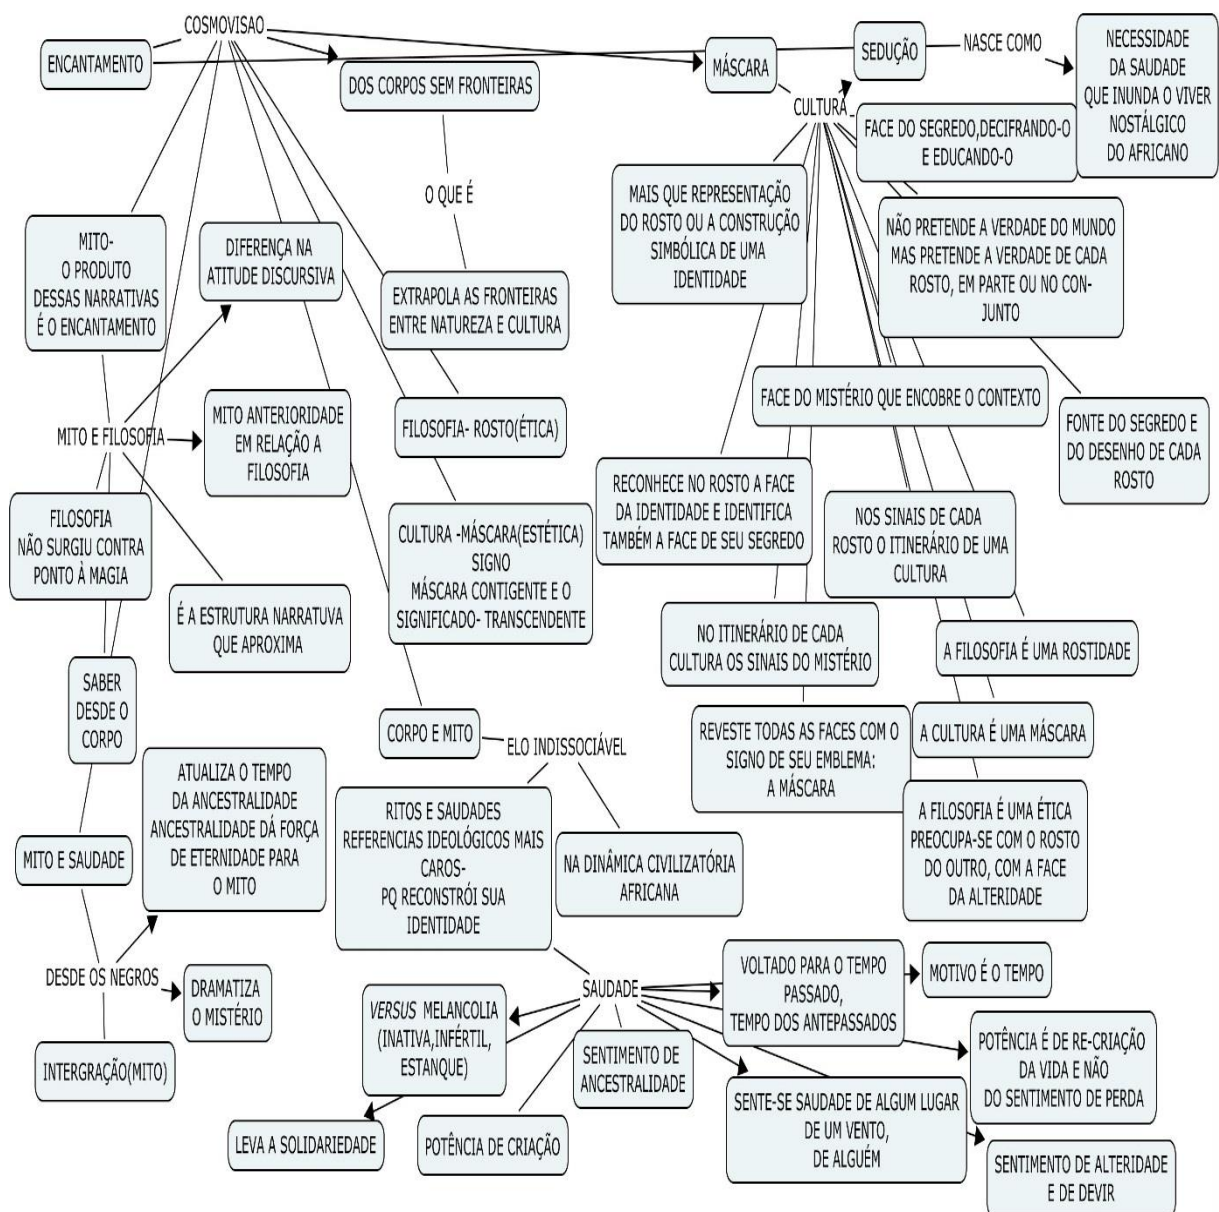 COSMOVISAO
ENCANTAMENTO
DOS CORPOS SEM FRONTEIRAS
MÁSCARA
SEDUÇÃO
NASCE COMO
NECESSIDADE
DA SAUDADE
QUE INUNDA O VIVER
NOSTÁLGICO
DO AFRICANO
CULTURA
FACE DO SEGREDO,DECIFRANDO-O
E EDUCANDO-O
O QUE É
MAIS QUE REPRESENTAÇÃO
DO ROSTO OU A CONSTRUÇÃO
SIMBÓLICA DE UMA
IDENTIDADE
NÃO PRETENDE A VERDADE DO MUNDO
MAS PRETENDE A VERDADE DE CADA
ROSTO, EM PARTE OU NO CON-
JUNTO
MITO-
O PRODUTO
DESSAS NARRATIVAS
É O ENCANTAMENTO
DIFERENÇA NA
ATITUDE DISCURSIVA
EXTRAPOLA AS FRONTEIRAS
ENTRE NATUREZA E CULTURA
FACE DO MISTÉRIO QUE ENCOBRE O CONTEXTO
MITO E FILOSOFIA
MITO ANTERIORIDADE
EM RELAÇÃO A
FILOSOFIA
FILOSOFIA- ROSTO(ÉTICA)
FONTE DO SEGREDO E
DO DESENHO DE CADA
ROSTO
RECONHECE NO ROSTO A FACE
DA IDENTIDADE E IDENTIFICA
TAMBÉM A FACE DE SEU SEGREDO
NOS SINAIS DE CADA
ROSTO O ITINERÁRIO DE UMA
CULTURA
FILOSOFIA
NÃO SURGIU CONTRA
PONTO À MAGIA
CULTURA -MÁSCARA(ESTÉTICA)
SIGNO
MÁSCARA CONTIGENTE E O
SIGNIFICADO- TRANSCENDENTE
É A ESTRUTURA NARRATUVA
QUE APROXIMA
NO ITINERÁRIO DE CADA
CULTURA OS SINAIS DO MISTÉRIO
A FILOSOFIA É UMA ROSTIDADE
SABER
DESDE O
CORPO
CORPO E MITO
ELO INDISSOCIÁVEL
REVESTE TODAS AS FACES COM O
SIGNO DE SEU EMBLEMA:
A MÁSCARA
A CULTURA É UMA MÁSCARA
ATUALIZA O TEMPO
DA ANCESTRALIDADE
ANCESTRALIDADE DÁ FORÇA
DE ETERNIDADE PARA
O MITO
RITOS E SAUDADES
REFERENCIAS IDEOLÓGICOS MAIS
CAROS-
PQ RECONSTRÓI SUA
IDENTIDADE
NA DINÂMICA CIVILIZATÓRIA
AFRICANA
A FILOSOFIA É UMA ÉTICA
PREOCUPA-SE COM O ROSTO
DO OUTRO, COM A FACE
DA ALTERIDADE
MITO E SAUDADE
DESDE OS NEGROS
DRAMATIZA
O MISTÉRIO
INTERGRAÇÃO(MITO)
SAUDADE
VERSUS MELANCOLIA
(INATIVA,INFÉRTIL,
ESTANQUE)
SENTIMENTO DE
ANCESTRALIDADE
VOLTADO PARA O TEMPO
PASSADO,
TEMPO DOS ANTEPASSADOS
MOTIVO É O TEMPO
POTÊNCIA É DE RE-CRIAÇÃO
DA VIDA E NÃO
DO SENTIMENTO DE PERDA
LEVA A SOLIDARIEDADE
POTÊNCIA DE CRIAÇÃO
SENTE-SE SAUDADE DE ALGUM LUGAR
DE UM VENTO,
DE ALGUÉM
SENTIMENTO DE ALTERIDADE
E DE DEVIR